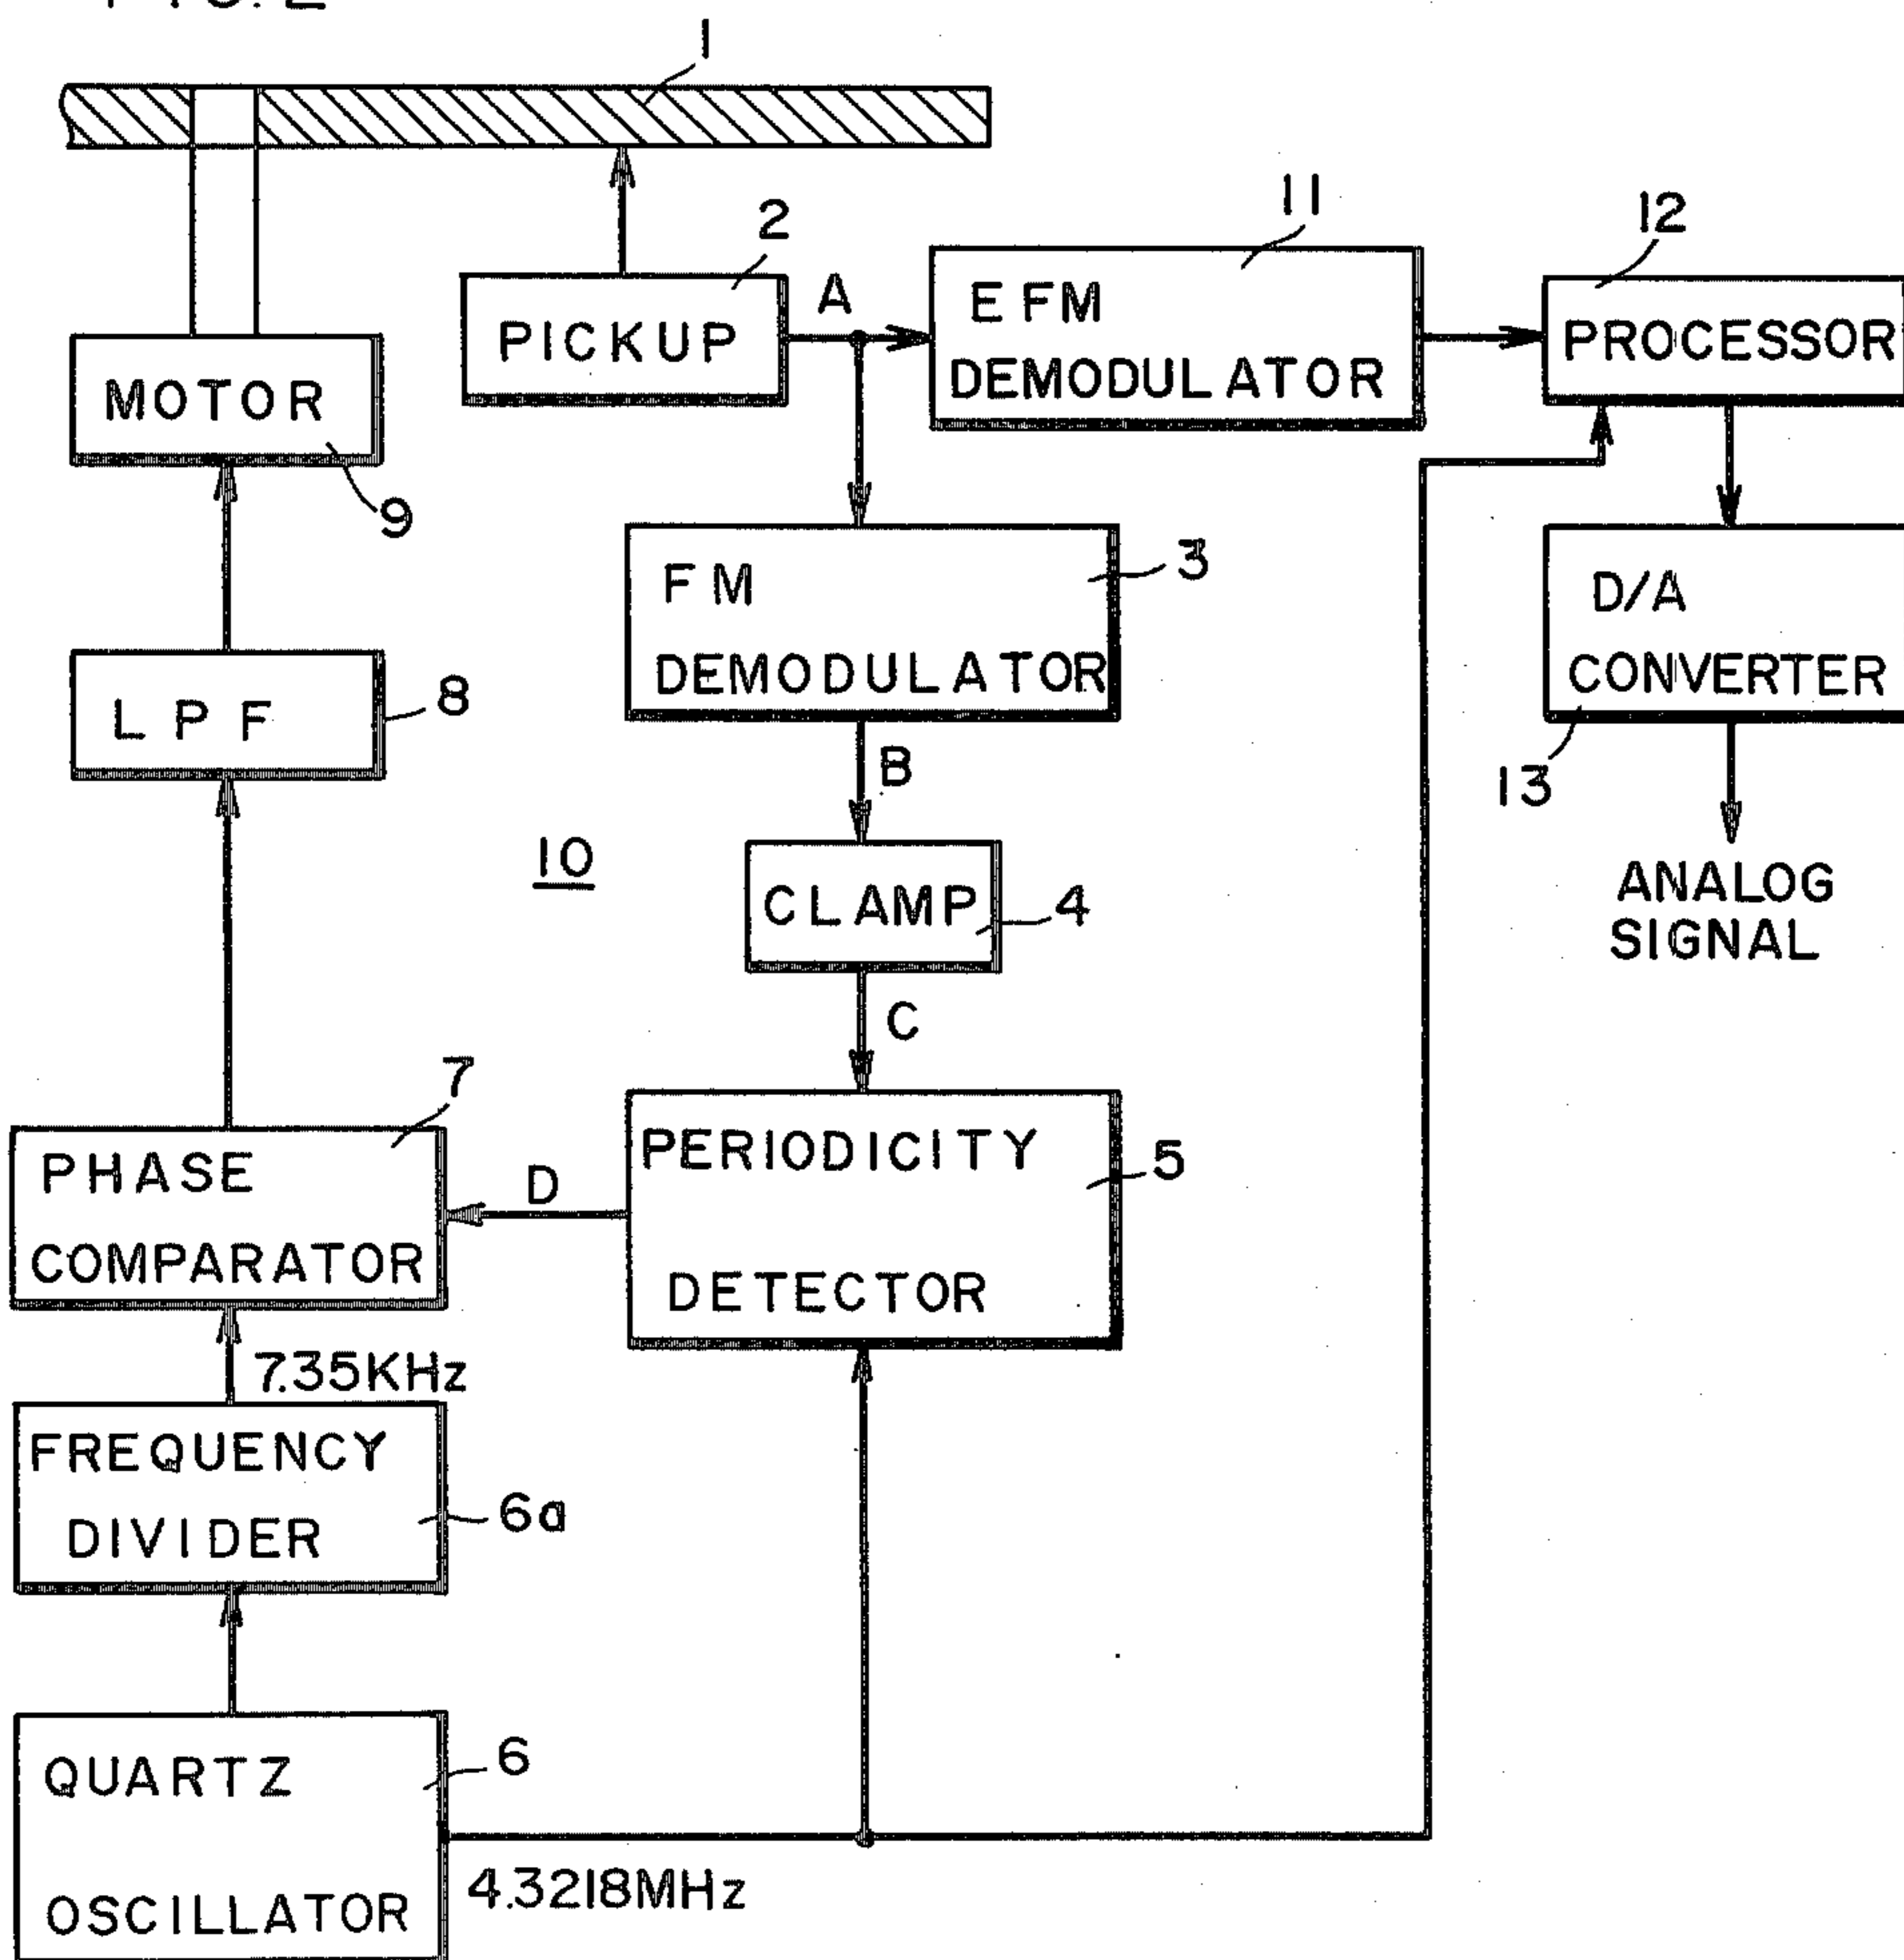 1
2
A
11
12
PICKUP
EFM
DEMODULATOR
PROCESSOR
MOTOR
9
FM
DEMODULATOR
3
D/A
CONVERTER
13
LPF
8
B
ANALOG
SIGNAL
10
CLAMP
4
C
7
PHASE
COMPARATOR
D
PERIODICITY
DETECTOR
5
7.35KHz
FREQUENCY
DIVIDER
6a
QUARTZ
OSCILLATOR
6
4.3218MHz